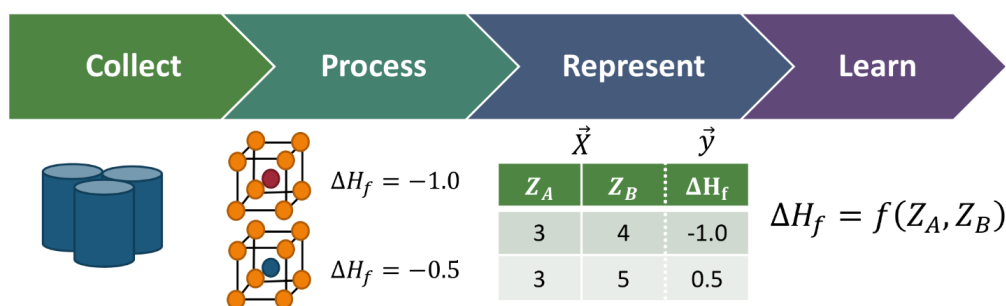 Collect
Process
Represent
Learn
ΔH_f = −1.0
ΔH_f = −0.5
X⃗ y⃗
Z_A Z_B ΔH_f
3 4 -1.0
3 5 0.5
ΔH_f = f(Z_A, Z_B)